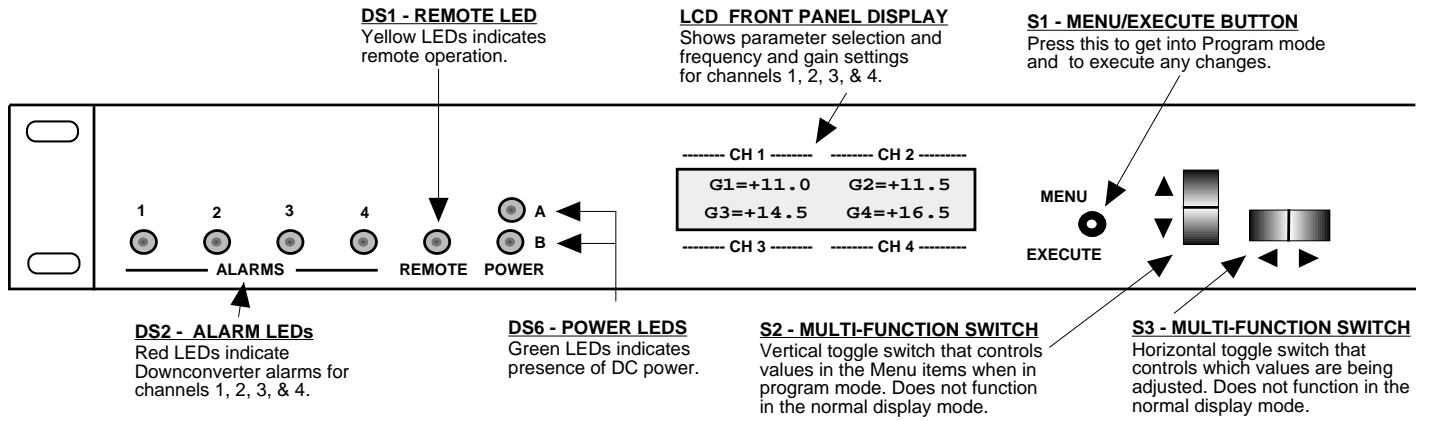 DS1 - REMOTE LED
Yellow LEDs indicates
remote operation.
LCD FRONT PANEL DISPLAY
Shows parameter selection and
frequency and gain settings
for channels 1, 2, 3, & 4.
S1 - MENU/EXECUTE BUTTON
Press this to get into Program mode
and to execute any changes.
-------- CH 1 -------- -------- CH 2 ---------
G1=+11.0 G2=+11.5
G3=+14.5 G4=+16.5
-------- CH 3 -------- -------- CH 4 ---------
1 2 3 4
A
B
ALARMS REMOTE POWER
MENU
EXECUTE
DS2 - ALARM LEDs
Red LEDs indicate
Downconverter alarms for
channels 1, 2, 3, & 4.
DS6 - POWER LEDS
Green LEDs indicates
presence of DC power.
S2 - MULTI-FUNCTION SWITCH
Vertical toggle switch that controls
values in the Menu items when in
program mode. Does not function
in the normal display mode.
S3 - MULTI-FUNCTION SWITCH
Horizontal toggle switch that
controls which values are being
adjusted. Does not function in the
normal display mode.